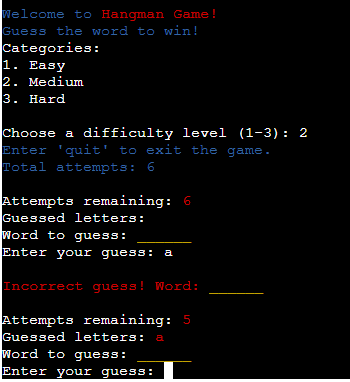 Welcome to Hangman Game!
Guess the word to win!
Categories:
1. Easy
2. Medium
3. Hard
Choose a difficulty level (1-3): 2
Enter 'quit' to exit the game.
Total attempts: 6
Attempts remaining: 6
Guessed letters:
Word to guess: ______
Enter your guess: a
Incorrect guess! Word: ______
Attempts remaining: 5
Guessed letters: a
Word to guess: ______
Enter your guess: